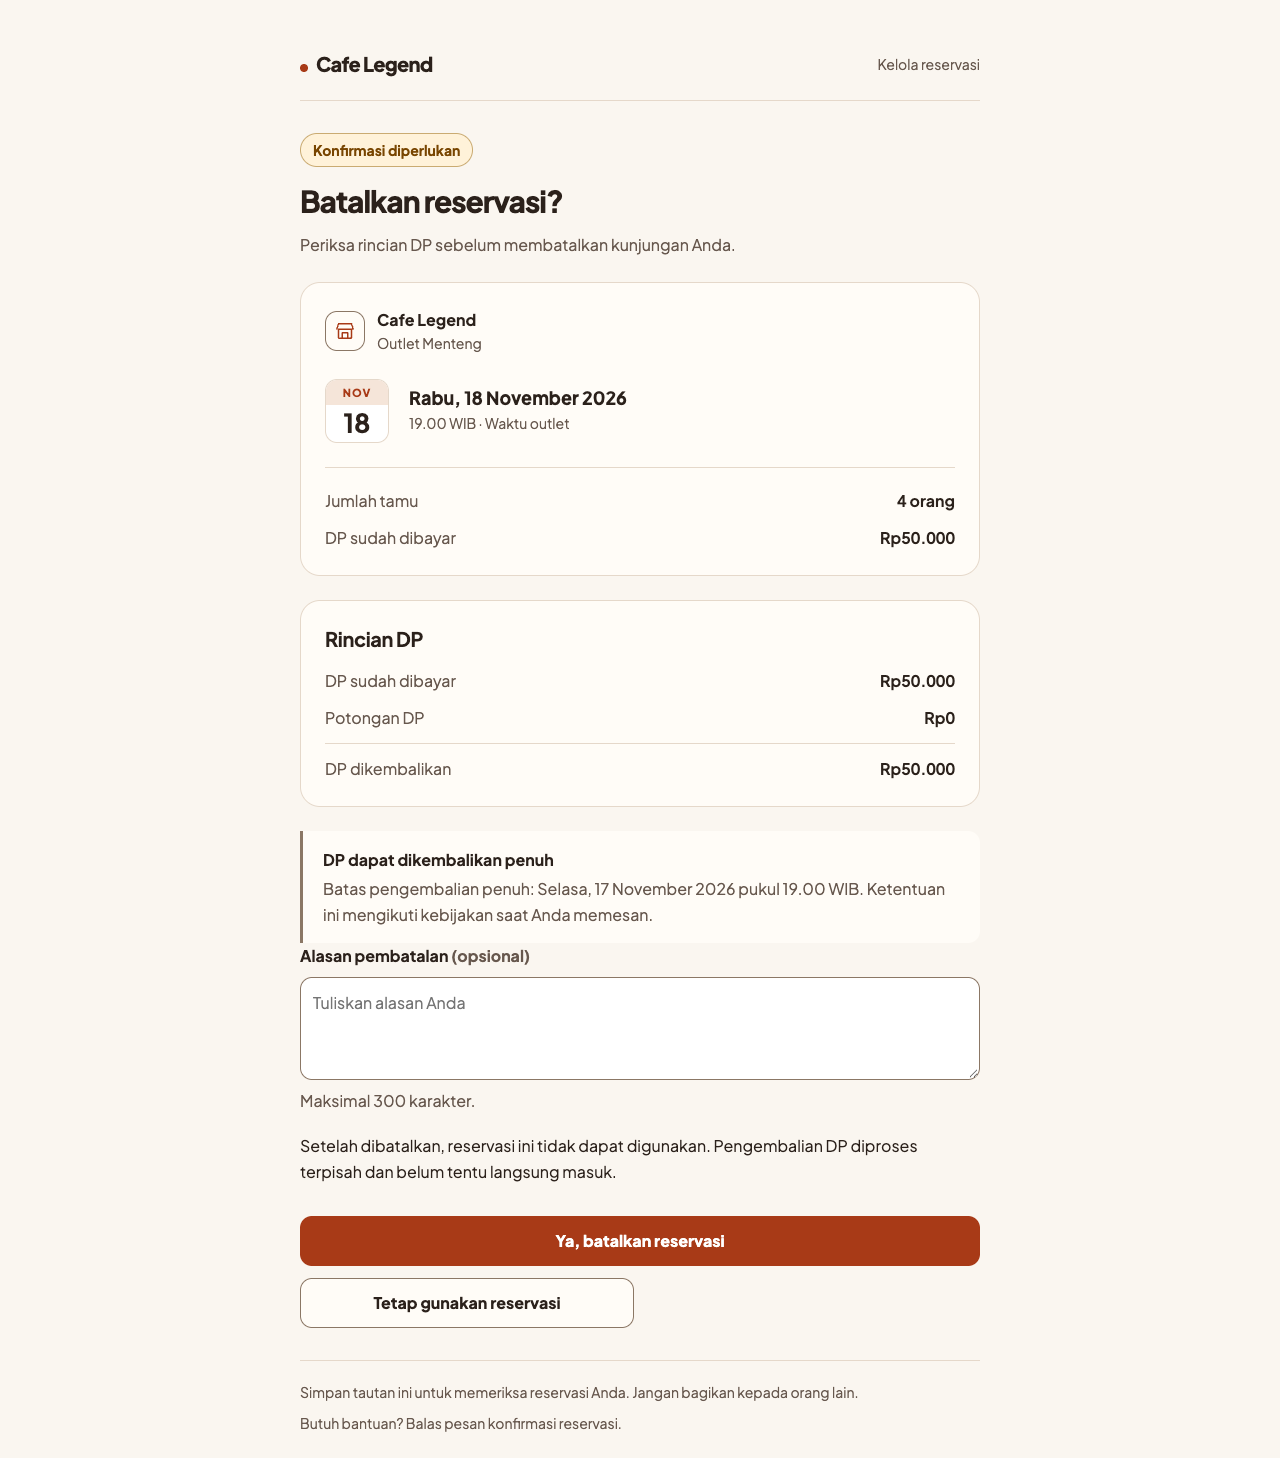 Cafe Legend
Kelola reservasi
Konfirmasi diperlukan
Batalkan reservasi?
Periksa rincian DP sebelum membatalkan kunjungan Anda.
Cafe Legend
Outlet Menteng
NOV
18
Rabu, 18 November 2026
19.00 WIB · Waktu outlet
Jumlah tamu 4 orang
DP sudah dibayar Rp50.000
Rincian DP
DP sudah dibayar Rp50.000
Potongan DP Rp0
DP dikembalikan Rp50.000
DP dapat dikembalikan penuh
Batas pengembalian penuh: Selasa, 17 November 2026 pukul 19.00 WIB. Ketentuan
ini mengikuti kebijakan saat Anda memesan.
Alasan pembatalan (opsional)
Tuliskan alasan Anda
Maksimal 300 karakter.
Setelah dibatalkan, reservasi ini tidak dapat digunakan. Pengembalian DP diproses
terpisah dan belum tentu langsung masuk.
Ya, batalkan reservasi
Tetap gunakan reservasi
Simpan tautan ini untuk memeriksa reservasi Anda. Jangan bagikan kepada orang lain.
Butuh bantuan? Balas pesan konfirmasi reservasi.